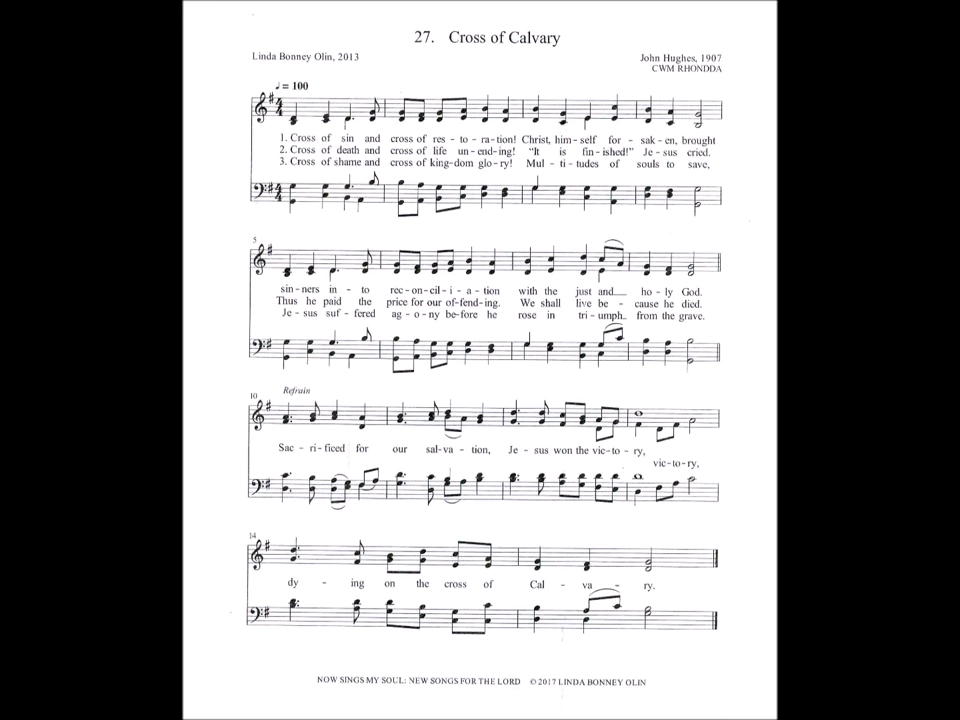 27. Cross of Calvary
Linda Bonney Olin, 2013
John Hughes, 1907
CWM RHONDDA
♩ = 100
1. Cross of sin and cross of res - to - ra - tion! Christ, him - self for - sak - en, brought
2. Cross of death and cross of life un - end - ing! "It is fin - ished!" Je - sus cried.
3. Cross of shame and cross of king - dom glo - ry! Mul - ti - tudes of souls to save,
5
sin - ners in - to rec - on - cil - i - a - tion with the just and__ ho - ly God.
Thus he paid the price for our of - fend - ing. We shall live be - cause he died.
Je - sus suf - fered ag - o - ny be - fore he rose in tri - umph_ from the grave.
10
Refrain
Sac - ri - ficed for our sal - va - tion, Je - sus won the vic - to - ry,
vic - to - ry,
14
dy - ing on the cross of Cal - va - ry.
NOW SINGS MY SOUL: NEW SONGS FOR THE LORD © 2017 LINDA BONNEY OLIN